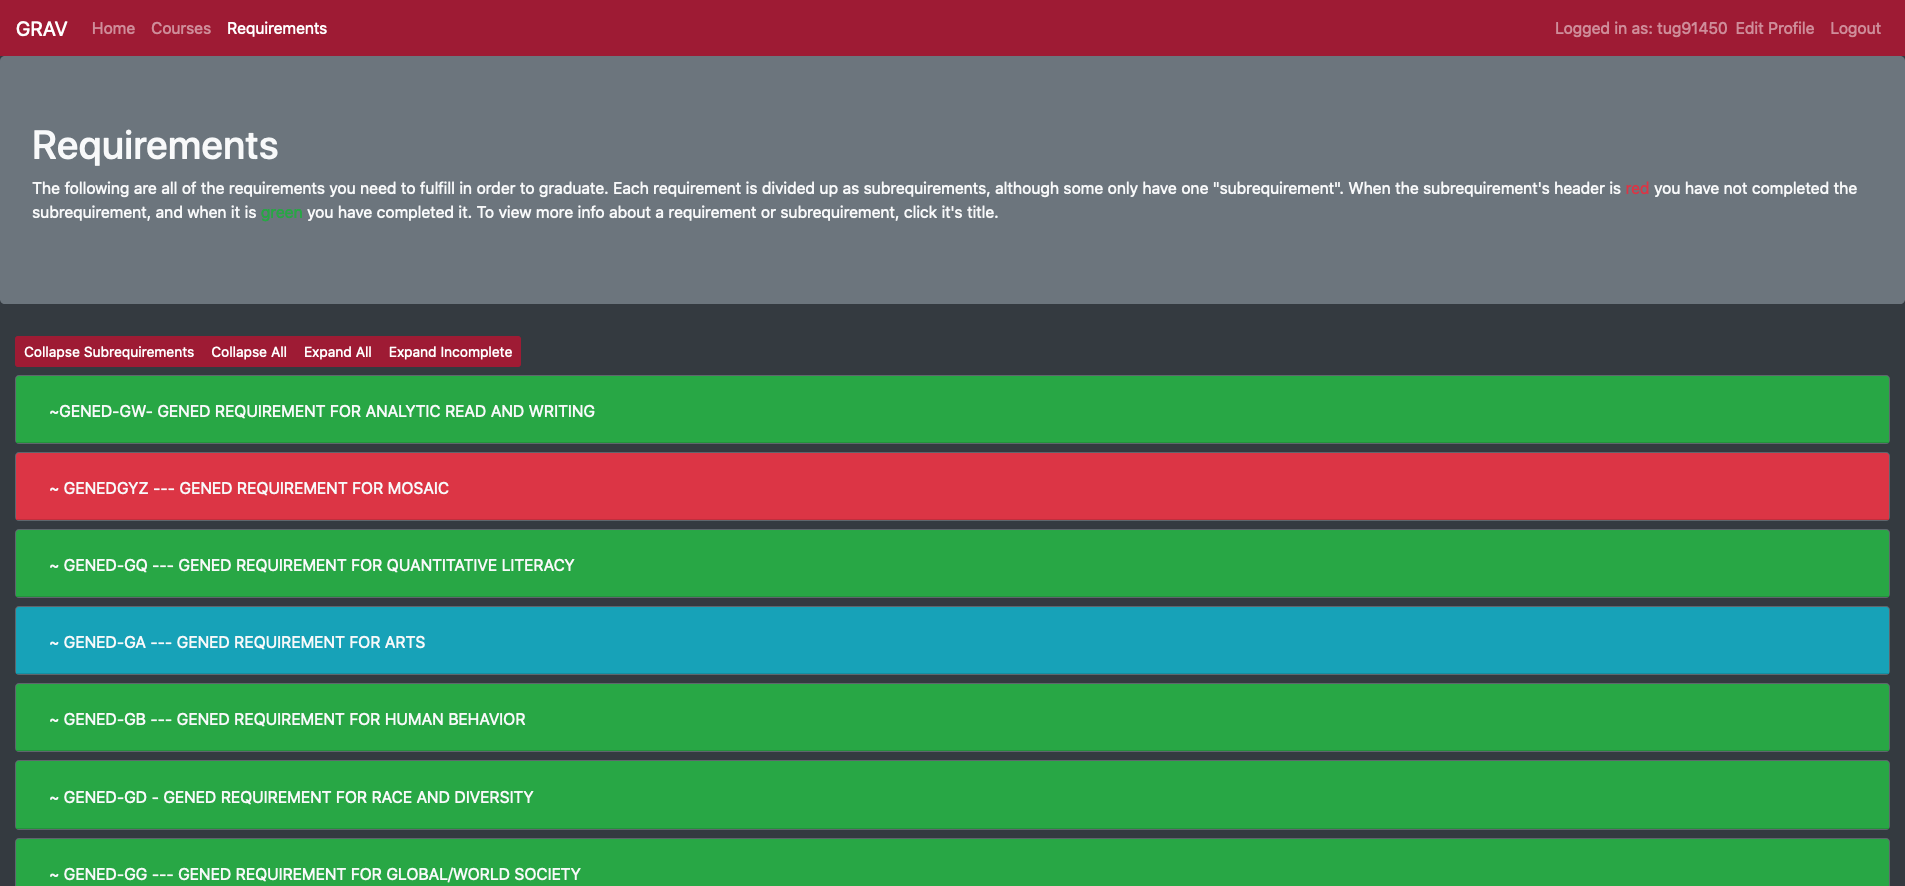 GRAV Home Courses Requirements Logged in as: tug91450 Edit Profile Logout
Requirements
The following are all of the requirements you need to fulfill in order to graduate. Each requirement is divided up as subrequirements, although some only have one "subrequirement". When the subrequirement's header is red you have not completed the
subrequirement, and when it is green you have completed it. To view more info about a requirement or subrequirement, click it's title.
Collapse Subrequirements Collapse All Expand All Expand Incomplete
~GENED-GW- GENED REQUIREMENT FOR ANALYTIC READ AND WRITING
~ GENEDGYZ --- GENED REQUIREMENT FOR MOSAIC
~ GENED-GQ --- GENED REQUIREMENT FOR QUANTITATIVE LITERACY
~ GENED-GA --- GENED REQUIREMENT FOR ARTS
~ GENED-GB --- GENED REQUIREMENT FOR HUMAN BEHAVIOR
~ GENED-GD - GENED REQUIREMENT FOR RACE AND DIVERSITY
~ GENED-GG --- GENED REQUIREMENT FOR GLOBAL/WORLD SOCIETY